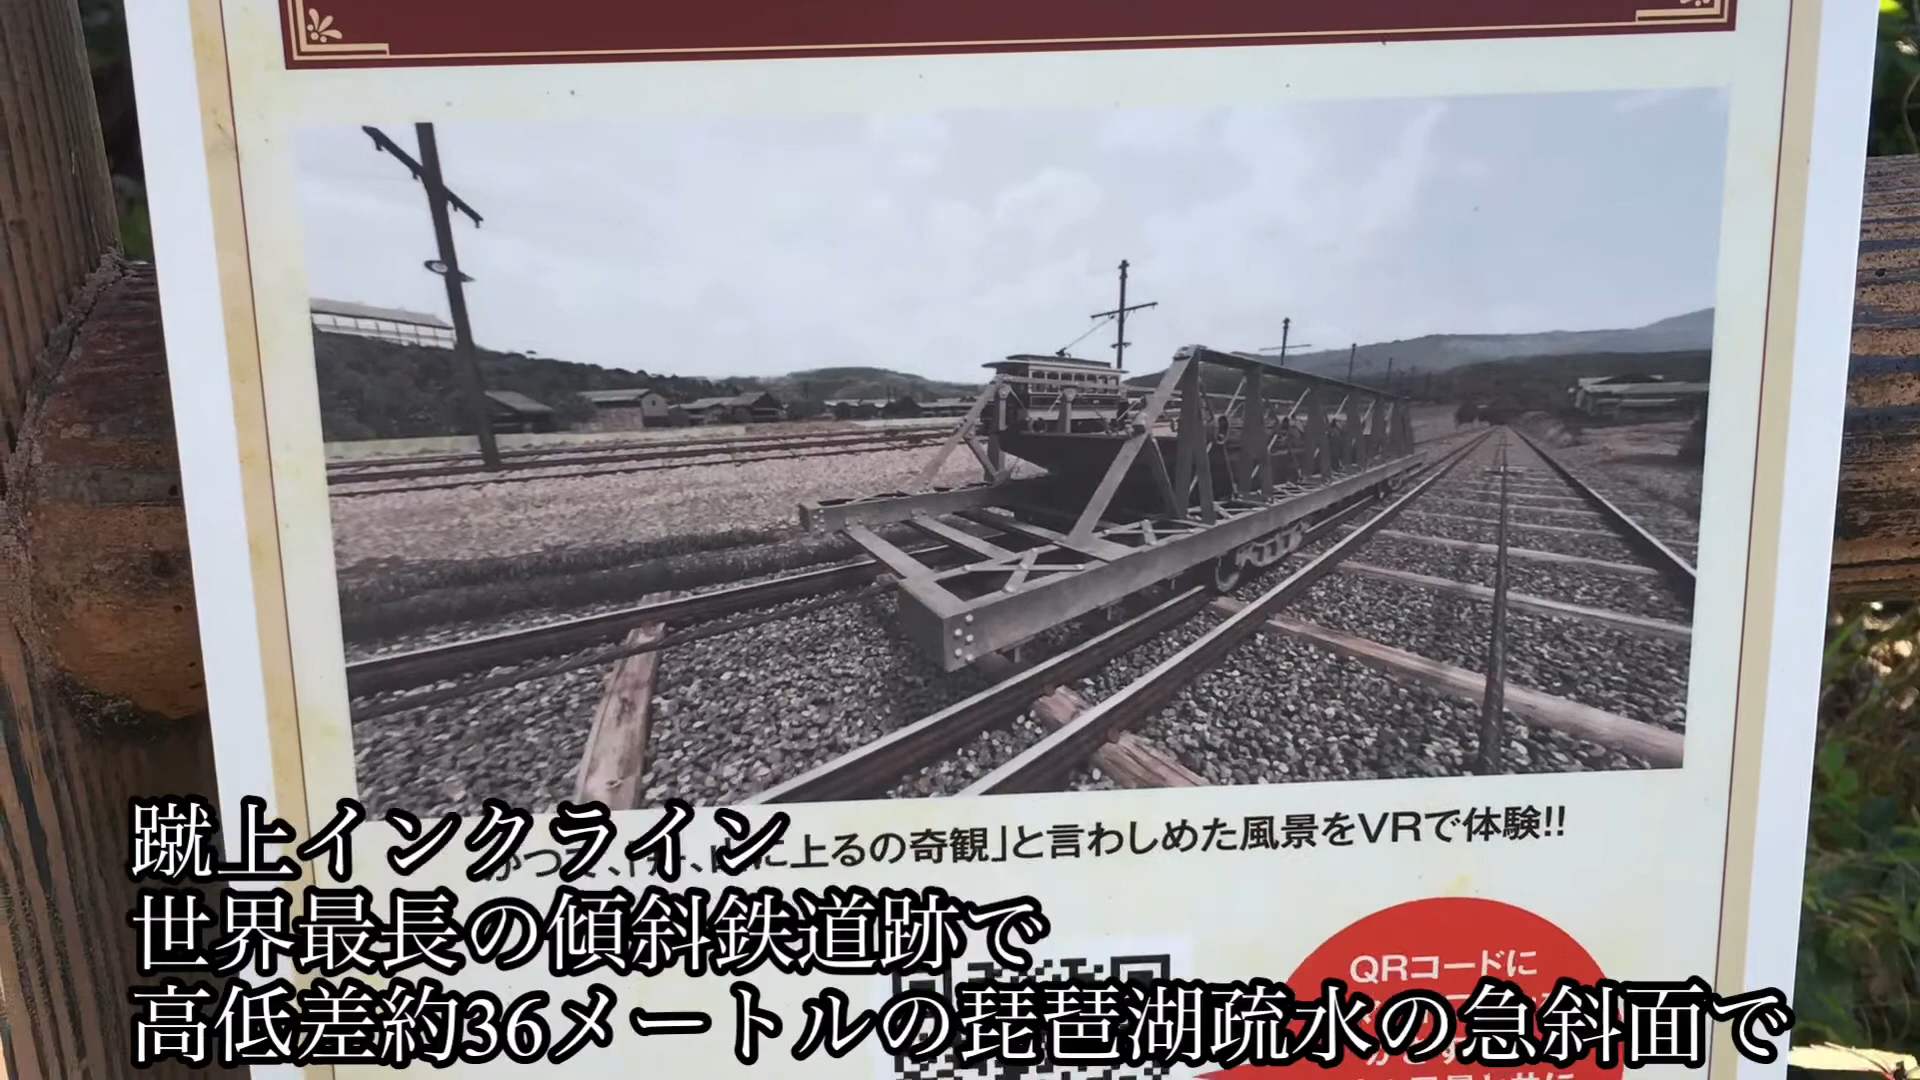 に上るの奇観」と言わしめた風景をVRで体験!!
QRコードに
蹴上インクライン
世界最長の傾斜鉄道跡で
高低差約36メートルの琵琶湖疏水の急斜面で